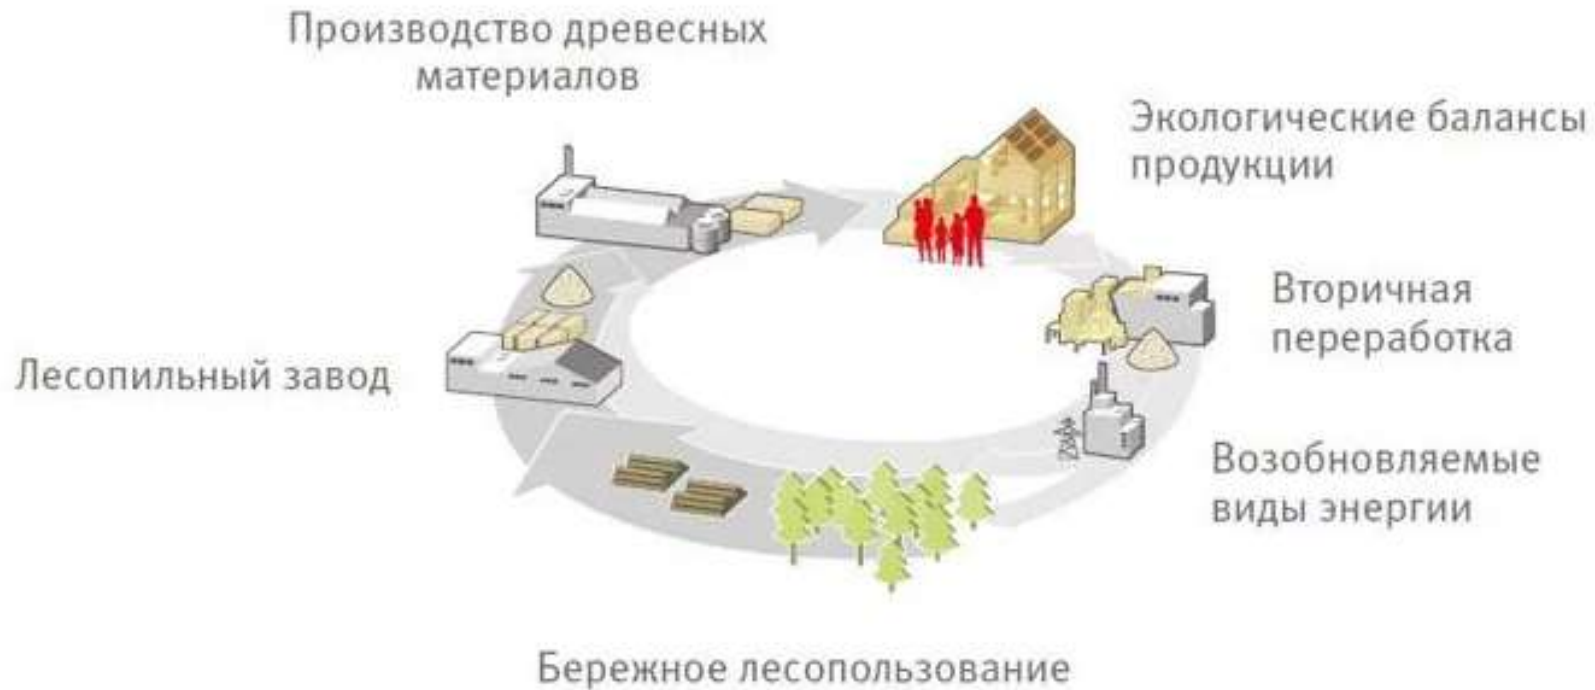 Производство древесных
материалов
Экологические балансы
продукции
Вторичная
переработка
Лесопильный завод
Возобновляемые
виды энергии
Бережное лесопользование